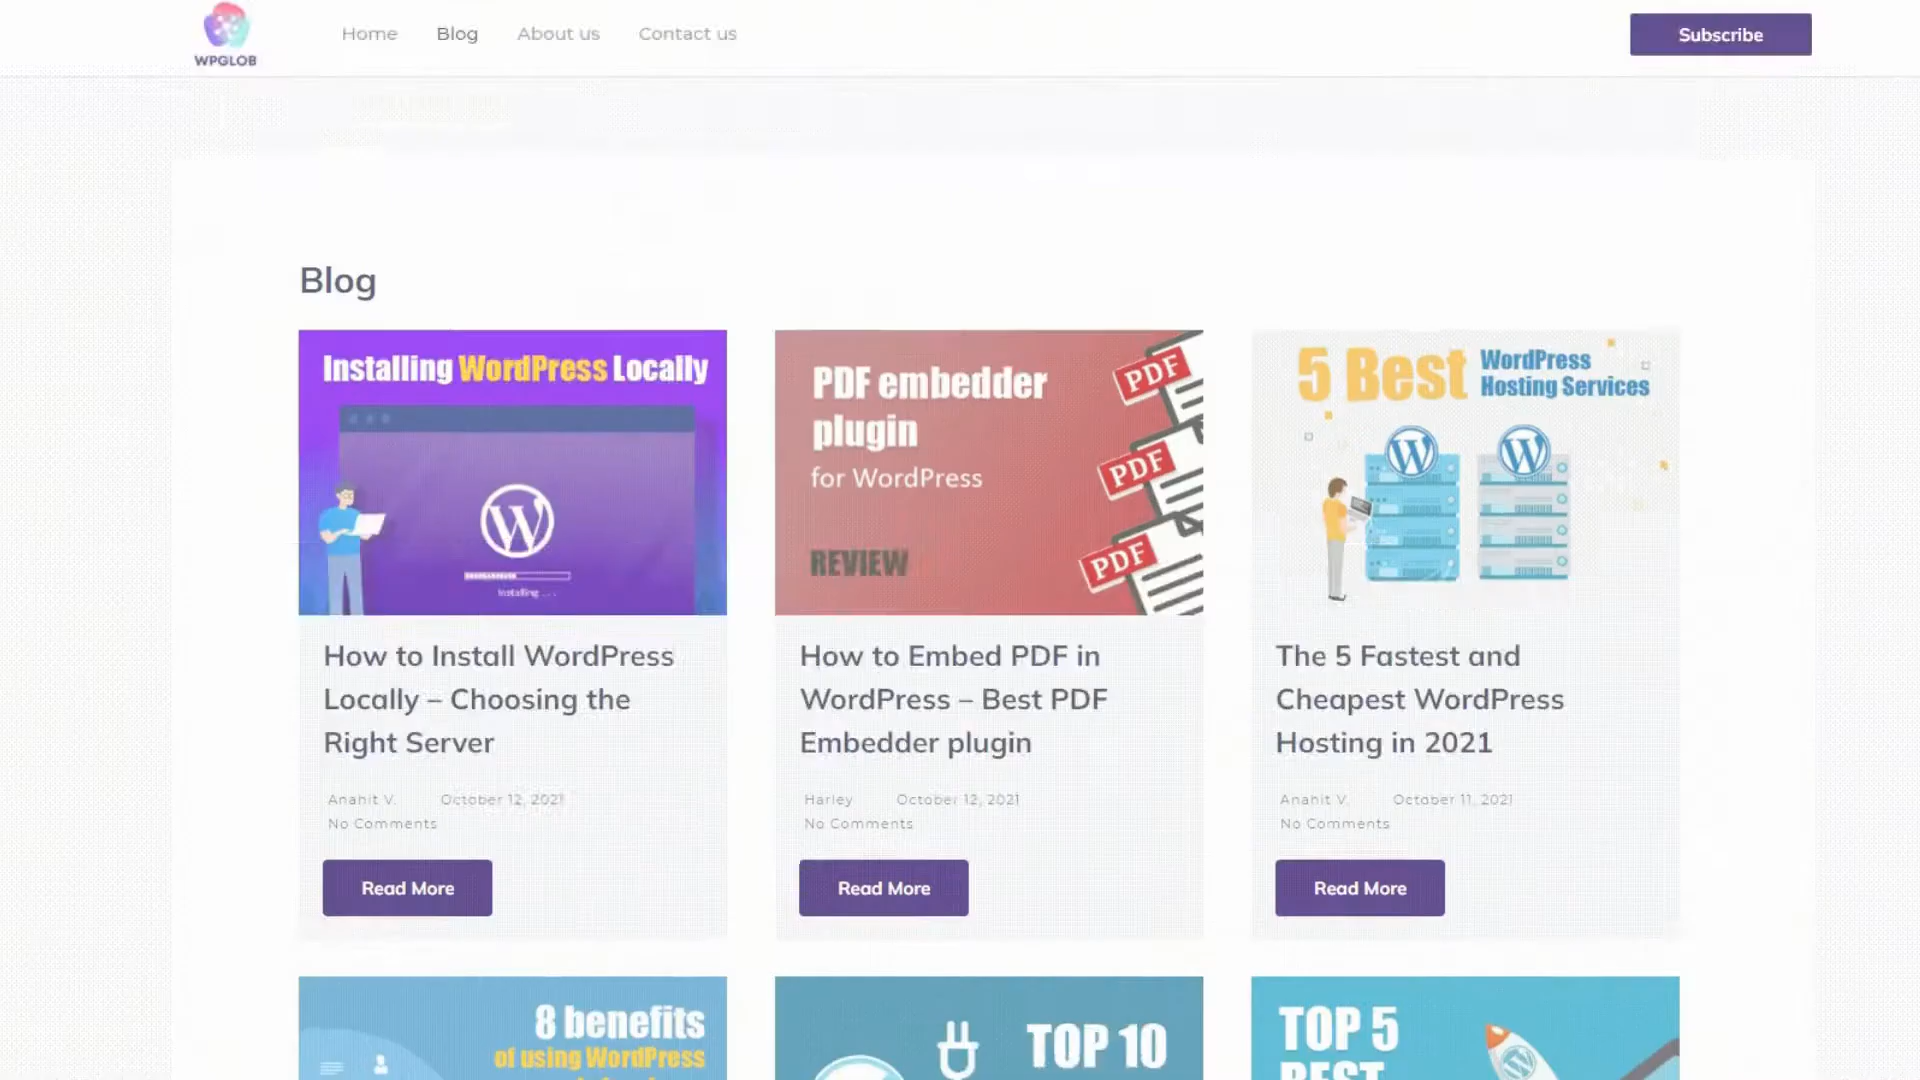 WPGLOB
Home Blog About us Contact us
Subscribe
Blog
Installing WordPress Locally
Installing . . .
PDF embedder
plugin
for WordPress
REVIEW
PDF
PDF
PDF
5 Best WordPress
Hosting Services
How to Install WordPress
Locally – Choosing the
Right Server
Anahit V. October 12, 2021
No Comments
Read More
How to Embed PDF in
WordPress – Best PDF
Embedder plugin
Harley October 12, 2021
No Comments
Read More
The 5 Fastest and
Cheapest WordPress
Hosting in 2021
Anahit V. October 11, 2021
No Comments
Read More
8 benefits
of using WordPress
TOP 10
TOP 5
BEST